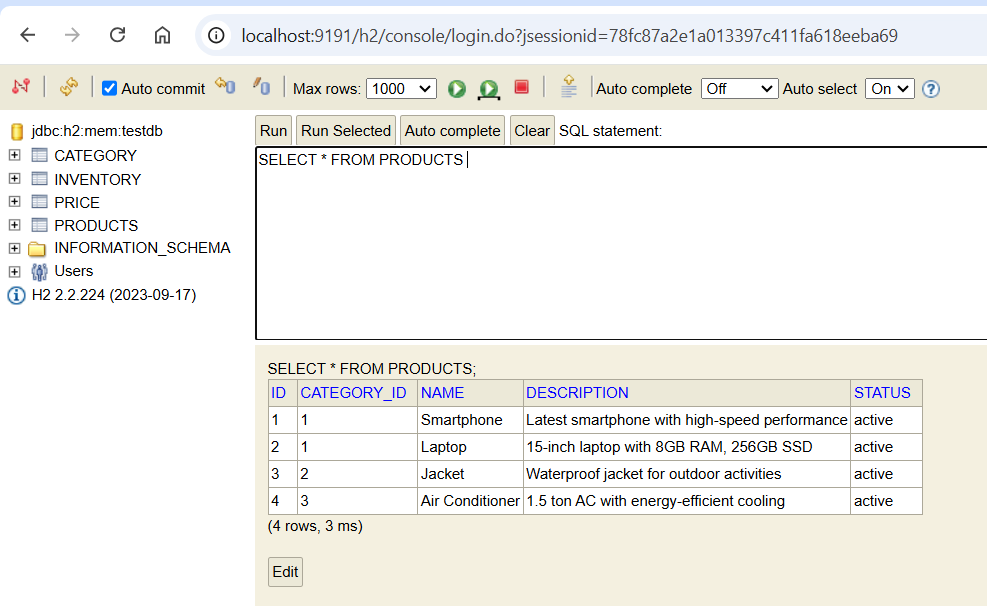 localhost:9191/h2/console/login.do?jsessionid=78fc87a2e1a013397c411fa618eeba69
Auto commit Max rows: 1000 Auto complete Off Auto select On ?
jdbc:h2:mem:testdb
CATEGORY
INVENTORY
PRICE
PRODUCTS
INFORMATION_SCHEMA
Users
H2 2.2.224 (2023-09-17)
Run Run Selected Auto complete Clear SQL statement:
SELECT * FROM PRODUCTS
SELECT * FROM PRODUCTS;
ID CATEGORY_ID NAME DESCRIPTION STATUS
1 1 Smartphone Latest smartphone with high-speed performance active
2 1 Laptop 15-inch laptop with 8GB RAM, 256GB SSD active
3 2 Jacket Waterproof jacket for outdoor activities active
4 3 Air Conditioner 1.5 ton AC with energy-efficient cooling active
(4 rows, 3 ms)
Edit